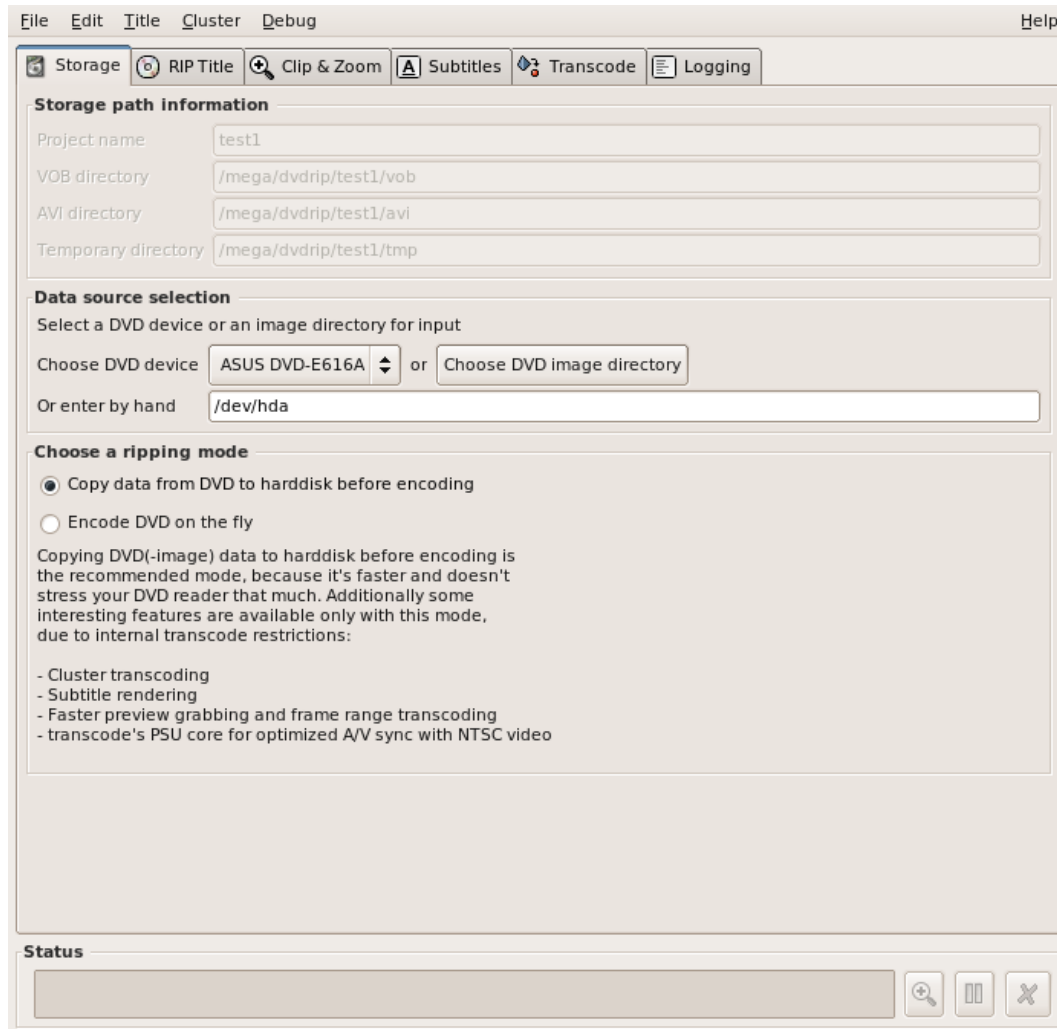 File Edit Title Cluster Debug Help
Storage RIP Title Clip & Zoom A Subtitles Transcode Logging
Storage path information
Project name test1
VOB directory /mega/dvdrip/test1/vob
AVI directory /mega/dvdrip/test1/avi
Temporary directory /mega/dvdrip/test1/tmp
Data source selection
Select a DVD device or an image directory for input
Choose DVD device ASUS DVD-E616A or Choose DVD image directory
Or enter by hand /dev/hda
Choose a ripping mode
Copy data from DVD to harddisk before encoding
Encode DVD on the fly
Copying DVD(-image) data to harddisk before encoding is
the recommended mode, because it's faster and doesn't
stress your DVD reader that much. Additionally some
interesting features are available only with this mode,
due to internal transcode restrictions:
- Cluster transcoding
- Subtitle rendering
- Faster preview grabbing and frame range transcoding
- transcode's PSU core for optimized A/V sync with NTSC video
Status